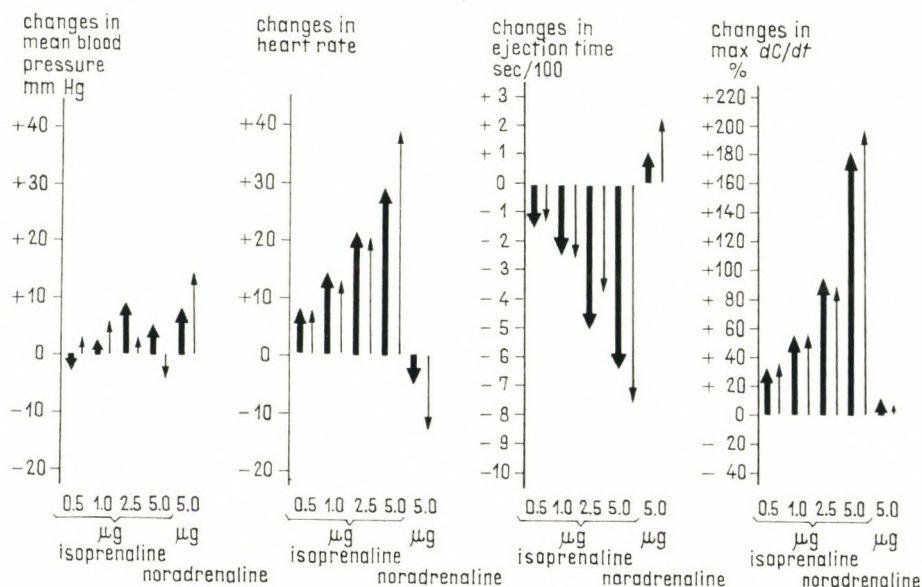 changes in
mean blood
pressure
mm Hg
+40
+30
+20
+10
0
-10
-20
0.5 1.0 2.5 5.0 5.0
μg μg
isoprenaline
noradrenaline
changes in
heart rate
+40
+30
+20
+10
0
-10
-20
0.5 1.0 2.5 5.0 5.0
μg μg
isoprenaline
noradrenaline
changes in
ejection time
sec/100
+3
+2
+1
0
-1
-2
-3
-4
-5
-6
-7
-8
-9
-10
0.5 1.0 2.5 5.0 5.0
μg μg
isoprenaline
noradrenaline
changes in
max dC/dt
%
+220
+200
+180
+160
+140
+120
+100
+80
+60
+40
+20
0
-20
-40
0.5 1.0 2.5 5.0 5.0
μg μg
isoprenaline
noradrenaline